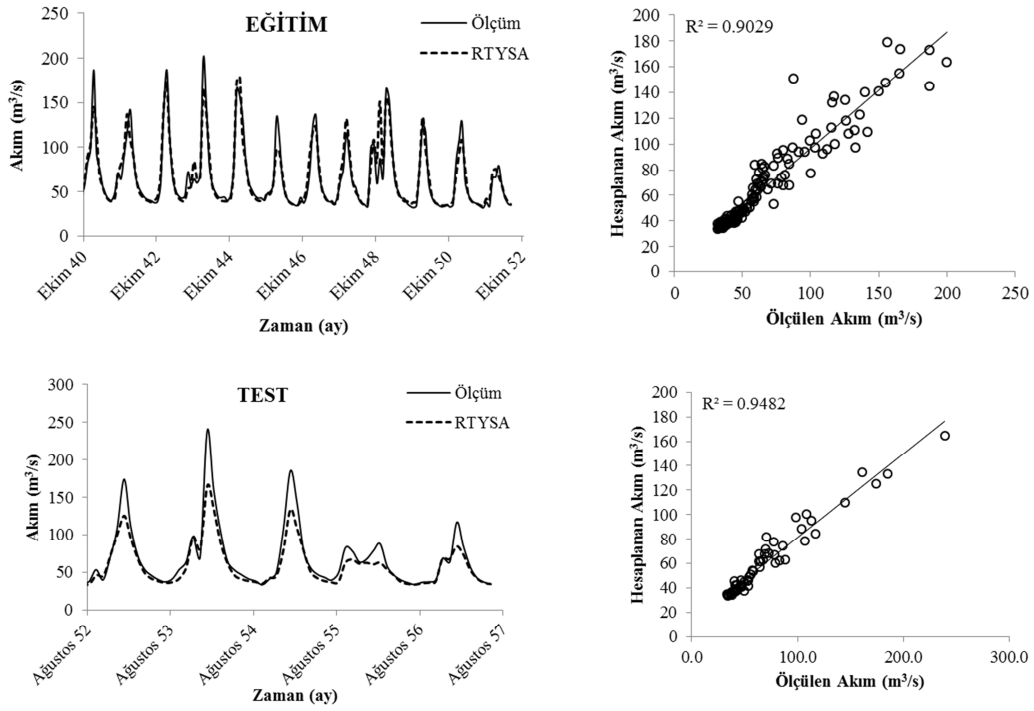 EĞİTİM
Ölçüm
RTYSA
Akım (m³/s)
250
200
150
100
50
0
Ekim 40
Ekim 42
Ekim 44
Ekim 46
Ekim 48
Ekim 50
Ekim 52
Zaman (ay)
R² = 0.9029
Hesaplanan Akım (m³/s)
200
180
160
140
120
100
80
60
40
20
0
0
50
100
150
200
250
Ölçülen Akım (m³/s)
TEST
Ölçüm
RTYSA
Akım (m³/s)
300
250
200
150
100
50
0
Ağustos 52
Ağustos 53
Ağustos 54
Ağustos 55
Ağustos 56
Ağustos 57
Zaman (ay)
R² = 0.9482
Hesaplanan Akım (m³/s)
200
180
160
140
120
100
80
60
40
20
0
0.0
100.0
200.0
300.0
Ölçülen Akım (m³/s)